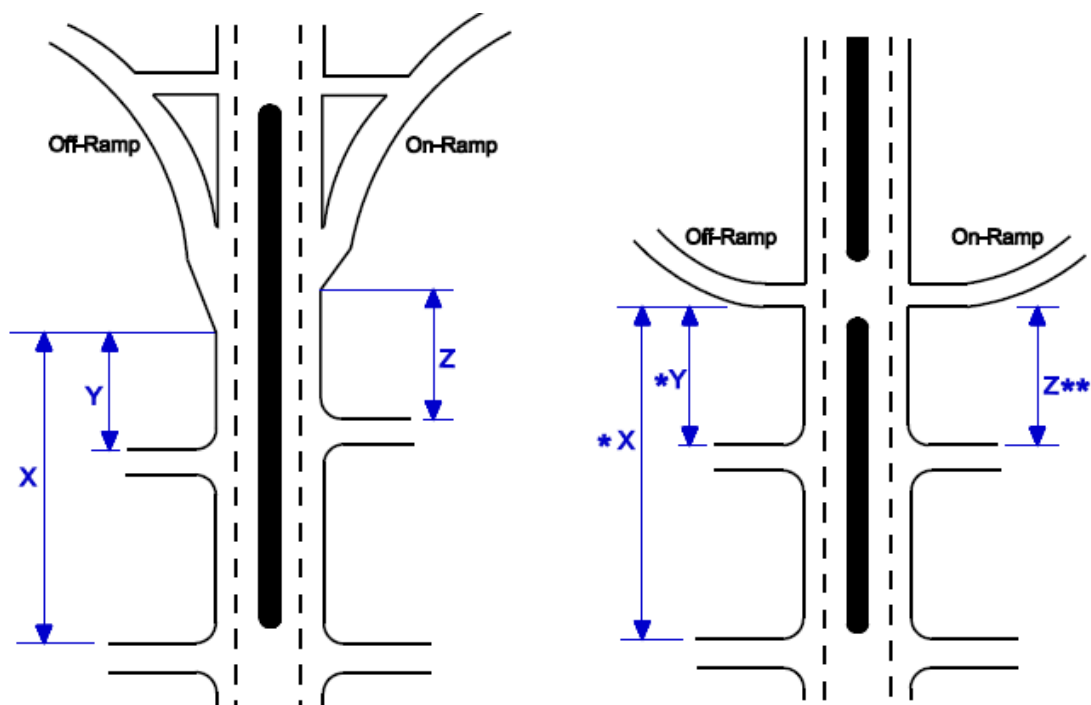 Off-Ramp
On-Ramp
Z
Y
X
Off-Ramp
On-Ramp
*Y
Z**
*X